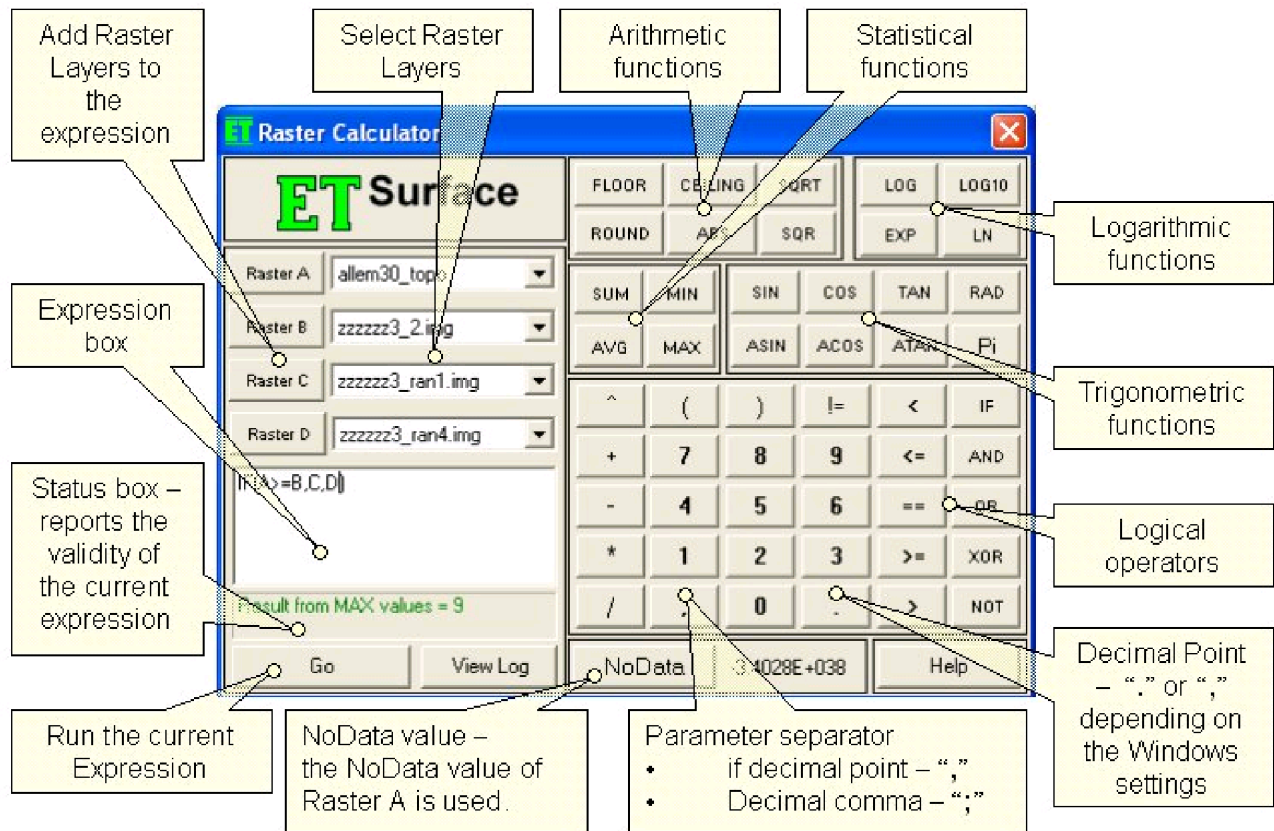 Add Raster
Layers to
the
expression
Select Raster
Layers
Arithmetic
functions
Statistical
functions
ET Raster Calculator
ET Surface
FLOOR CEILING SQRT LOG LOG10
ROUND ABS SQR EXP LN
Logarithmic
functions
Raster A allem30_topo
SUM MIN SIN COS TAN RAD
Expression
box
Raster B zzzzzz3_2.img
AVG MAX ASIN ACOS ATAN Pi
Raster C zzzzzz3_ran1.img
Trigonometric
functions
^ ( ) != < IF
Raster D zzzzzz3_ran4.img
+ 7 8 9 <= AND
IF(A>=B,C,D)
Status box –
reports the
validity of
the current
expression
- 4 5 6 == OR
Logical
operators
* 1 2 3 >= XOR
Result from MAX values = 9
/ , 0 . > NOT
Go View Log NoData -3.4028E+038 Help
Decimal Point
– “.” or “,”
depending on
the Windows
settings
Run the current
Expression
NoData value –
the NoData value of
Raster A is used.
Parameter separator
• if decimal point – “,”
• Decimal comma – “;”